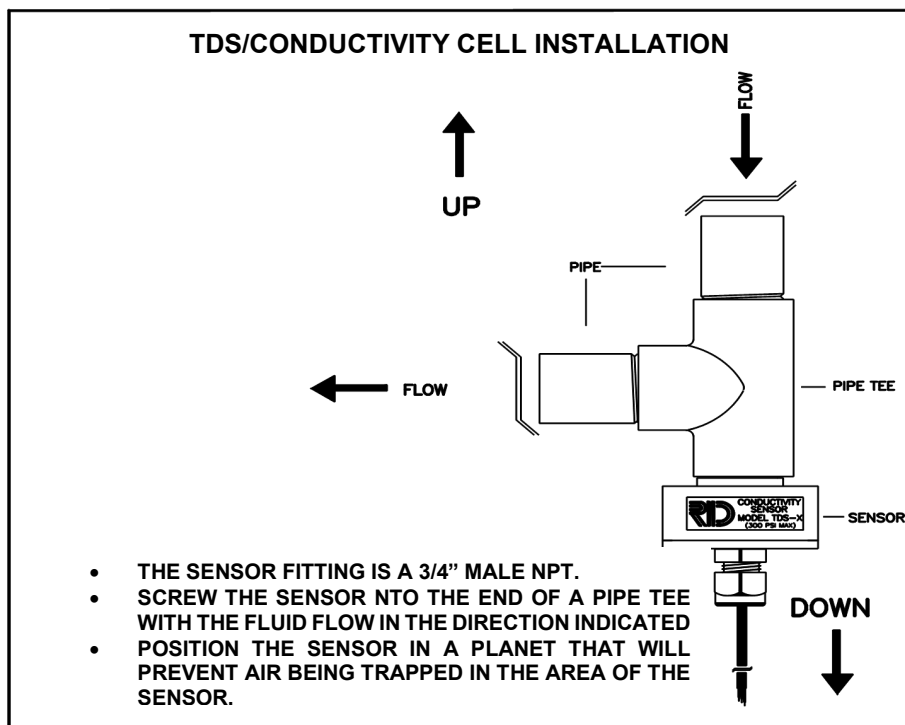 TDS/CONDUCTIVITY CELL INSTALLATION
FLOW
UP
PIPE
FLOW
PIPE TEE
RID
CONDUCTIVITY
SENSOR
MODEL TDS-X
(300 PSI MAX)
SENSOR
DOWN
• THE SENSOR FITTING IS A 3/4” MALE NPT.
• SCREW THE SENSOR NTO THE END OF A PIPE TEE
WITH THE FLUID FLOW IN THE DIRECTION INDICATED
• POSITION THE SENSOR IN A PLANET THAT WILL
PREVENT AIR BEING TRAPPED IN THE AREA OF THE
SENSOR.